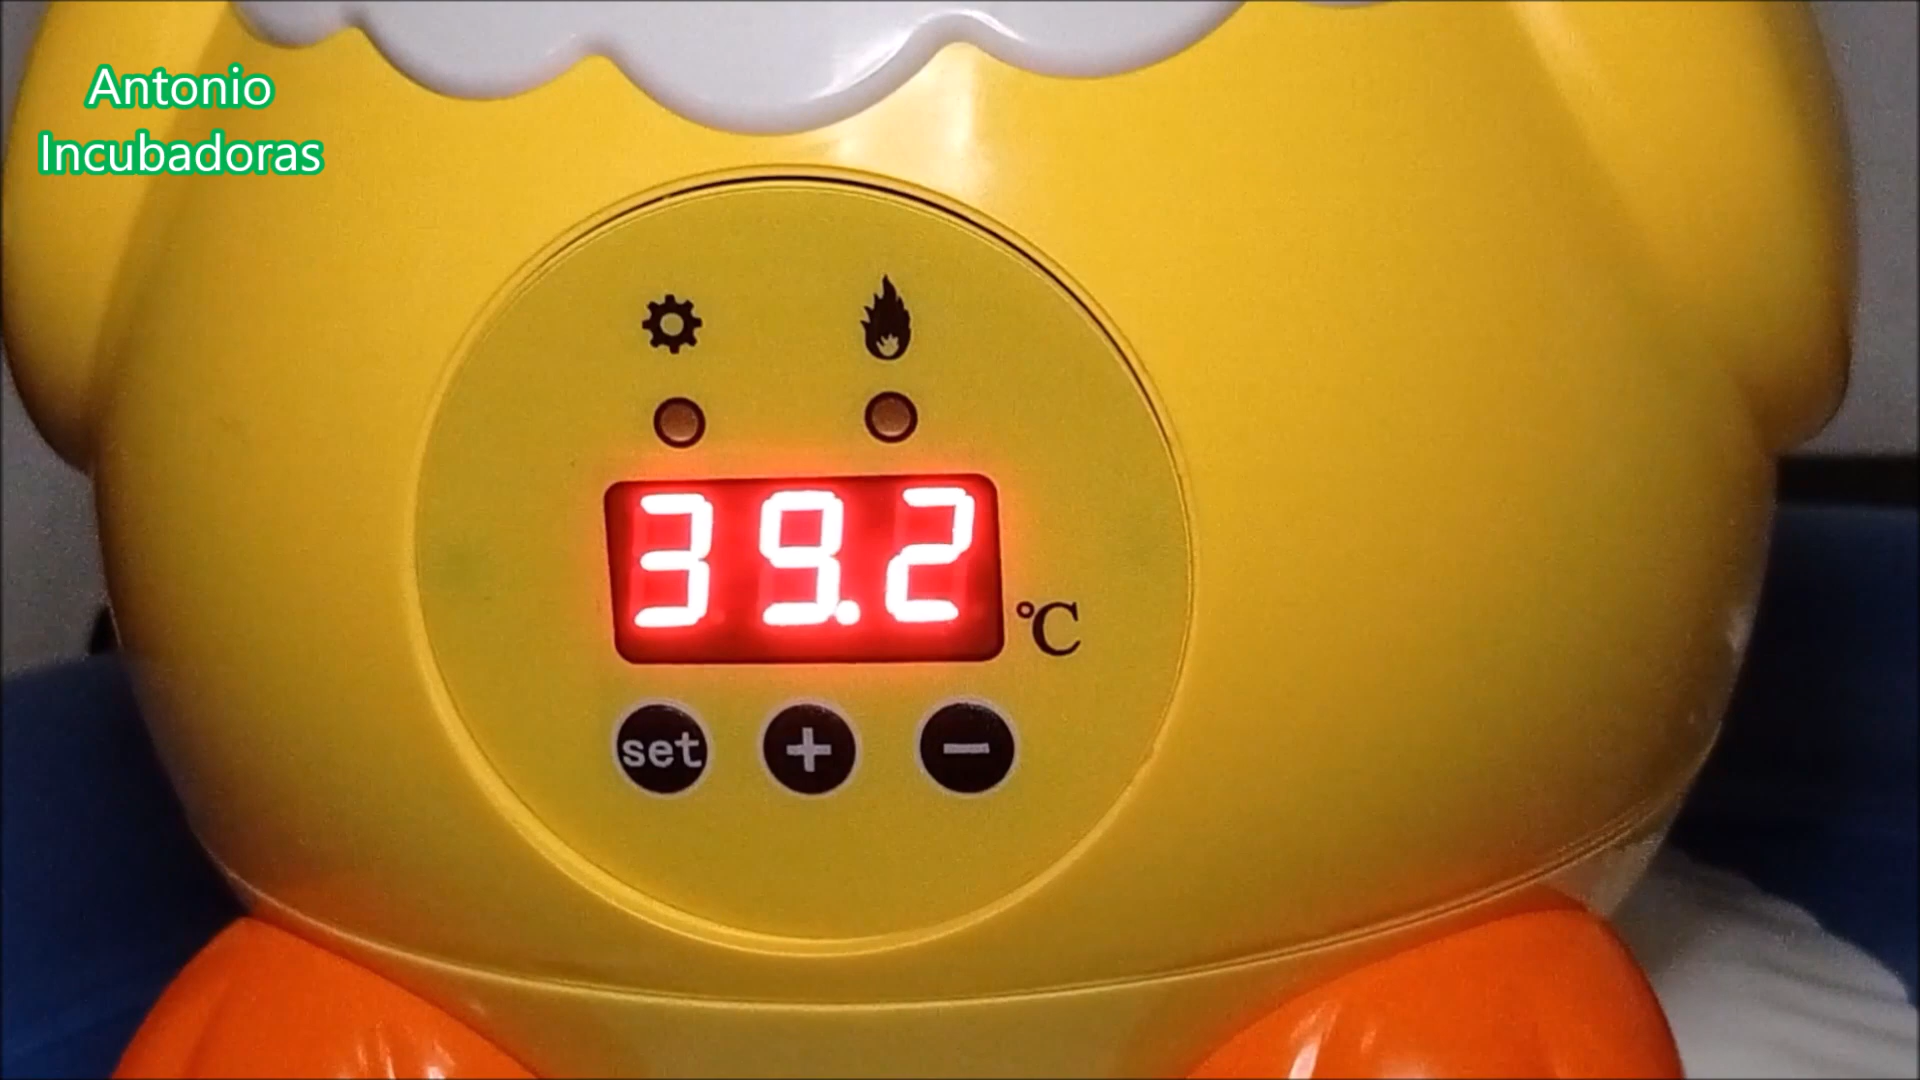 Antonio
Incubadoras
39.2
℃
set + −